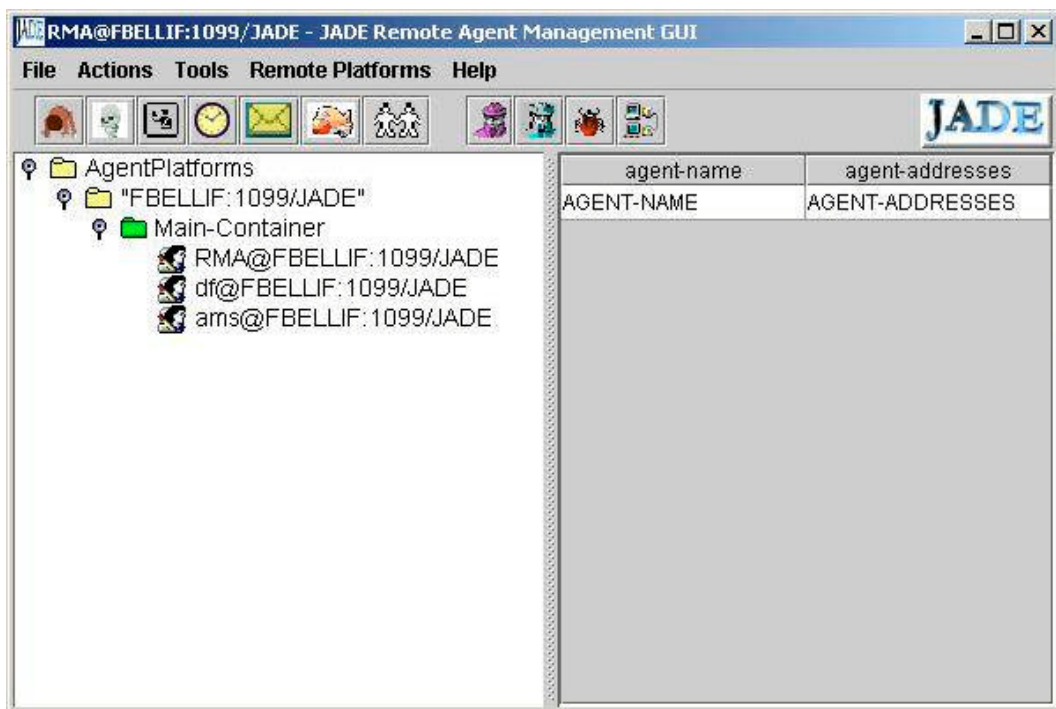 JADE RMA@FBELLIF:1099/JADE - JADE Remote Agent Management GUI
File Actions Tools Remote Platforms Help
JADE
AgentPlatforms
"FBELLIF:1099/JADE"
Main-Container
RMA@FBELLIF:1099/JADE
df@FBELLIF:1099/JADE
ams@FBELLIF:1099/JADE
agent-name agent-addresses
AGENT-NAME AGENT-ADDRESSES